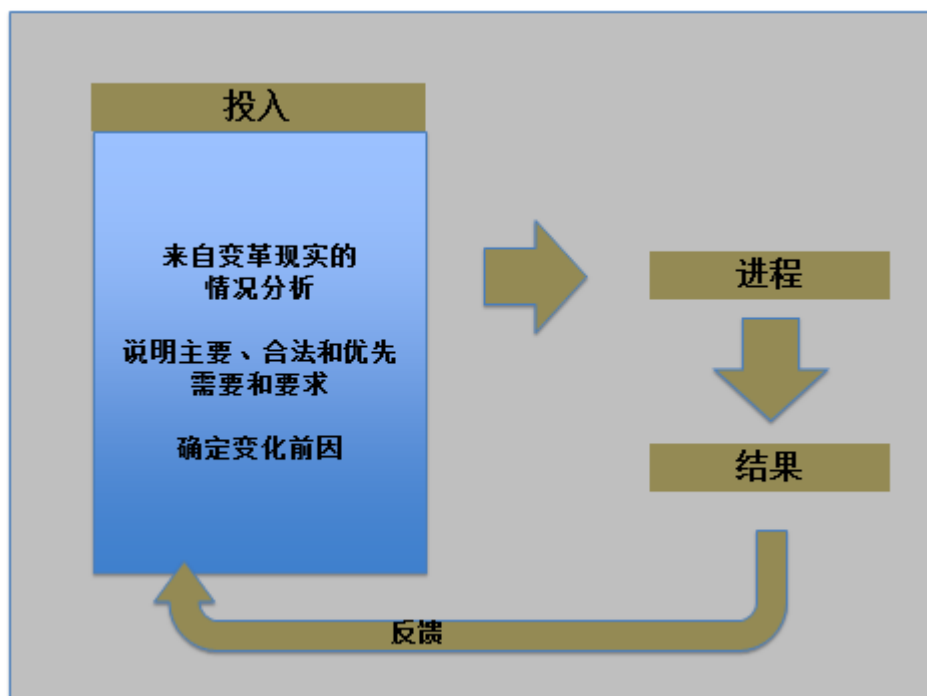 投入
来自变革现实的
情况分析
说明主要、合法和优先
需要和要求
确定变化前因
进程
结果
反馈